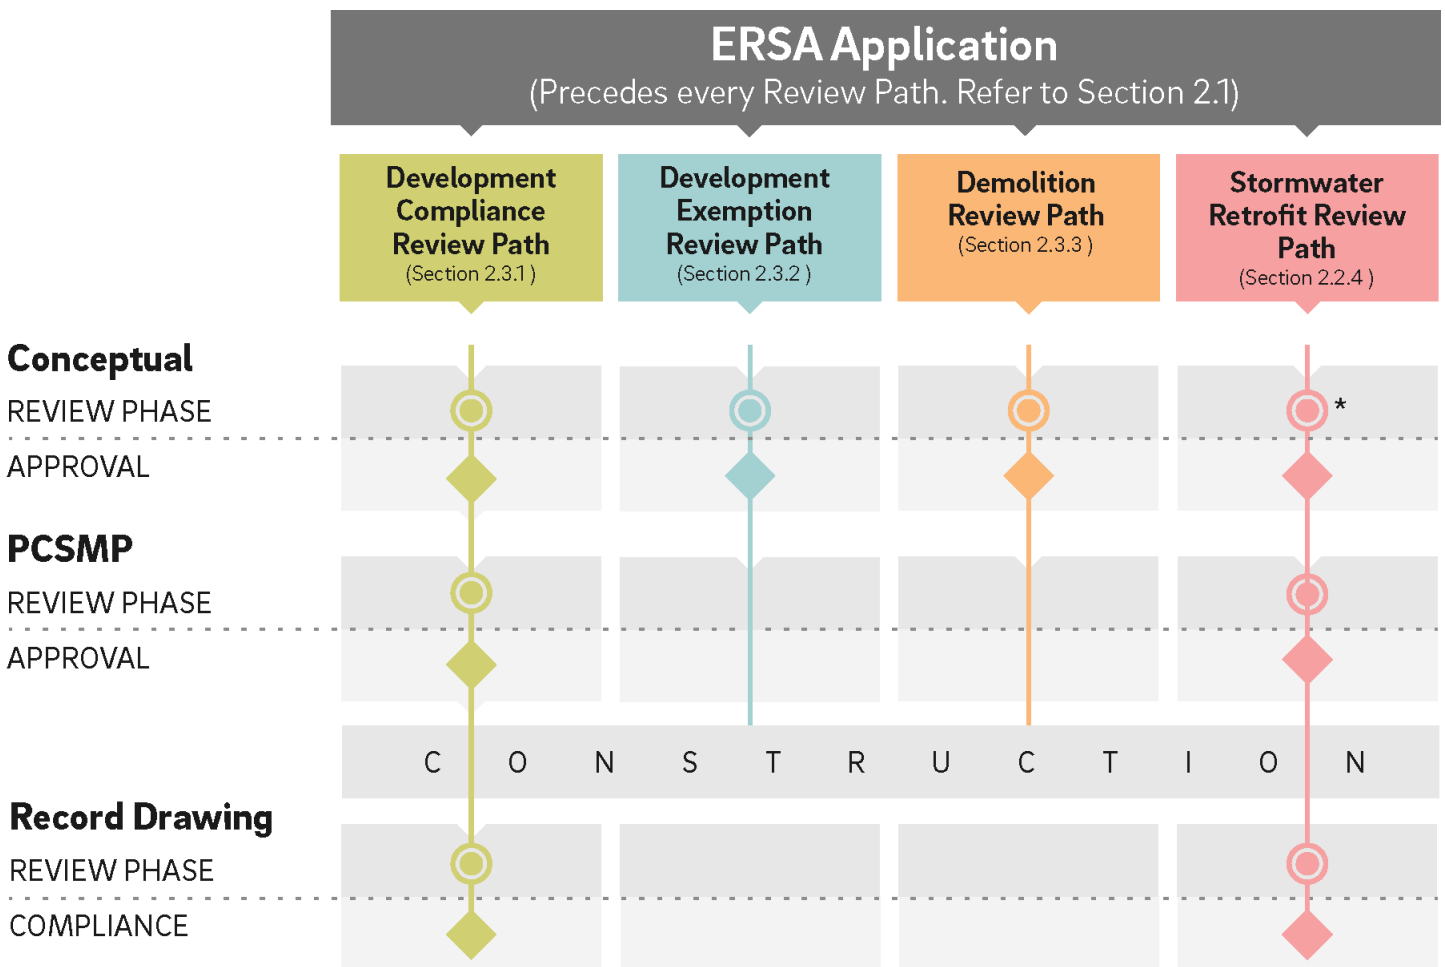 ERSA Application
(Precedes every Review Path. Refer to Section 2.1)
Development
Compliance
Review Path
(Section 2.3.1 )
Development
Exemption
Review Path
(Section 2.3.2 )
Demolition
Review Path
(Section 2.3.3 )
Stormwater
Retrofit Review
Path
(Section 2.2.4 )
Conceptual
REVIEW PHASE
*
APPROVAL
PCSMP
REVIEW PHASE
APPROVAL
C O N S T R U C T I O N
Record Drawing
REVIEW PHASE
COMPLIANCE